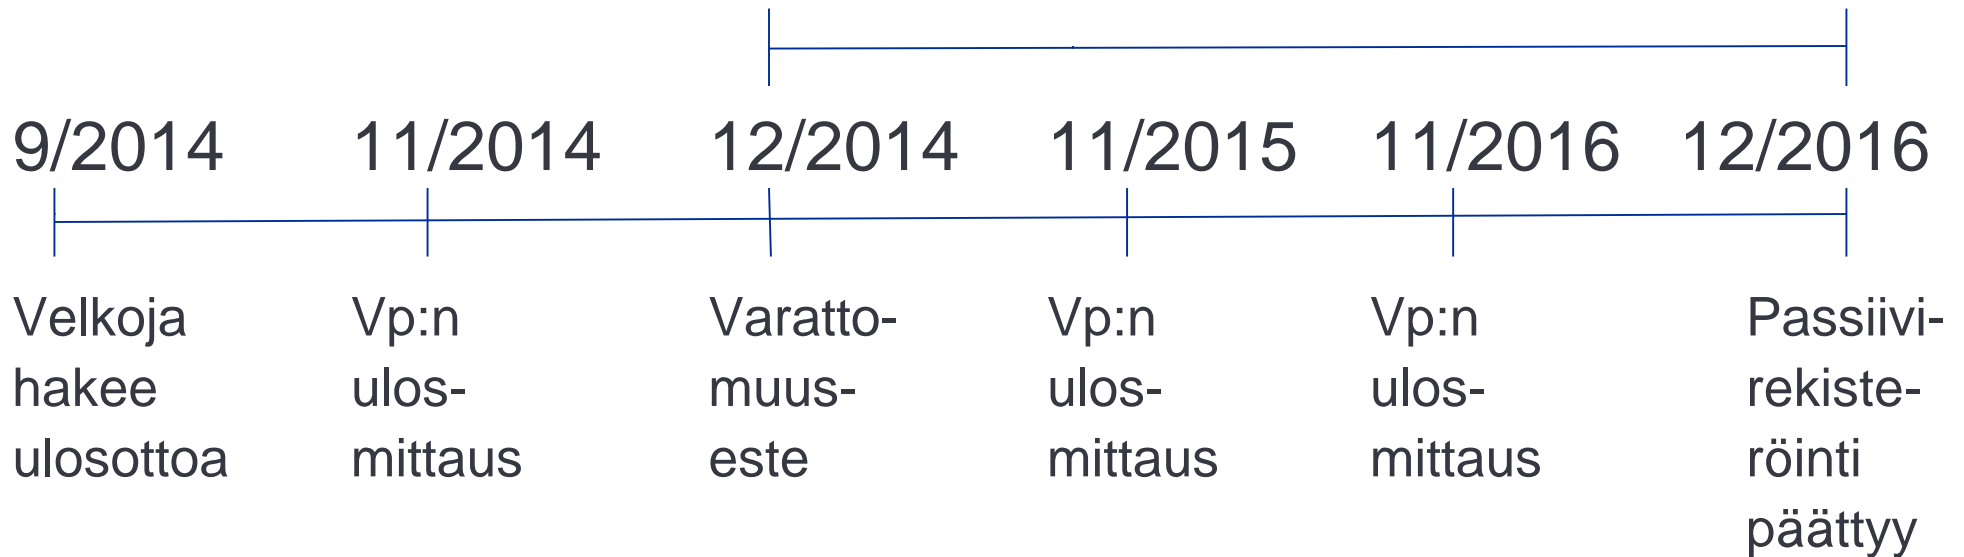 9/2014 11/2014 12/2014 11/2015 11/2016 12/2016
Velkoja
hakee
ulosottoa
Vp:n
ulos-
mittaus
Varatto-
muus-
este
Vp:n
ulos-
mittaus
Vp:n
ulos-
mittaus
Passiivi-
rekiste-
röinti
päättyy